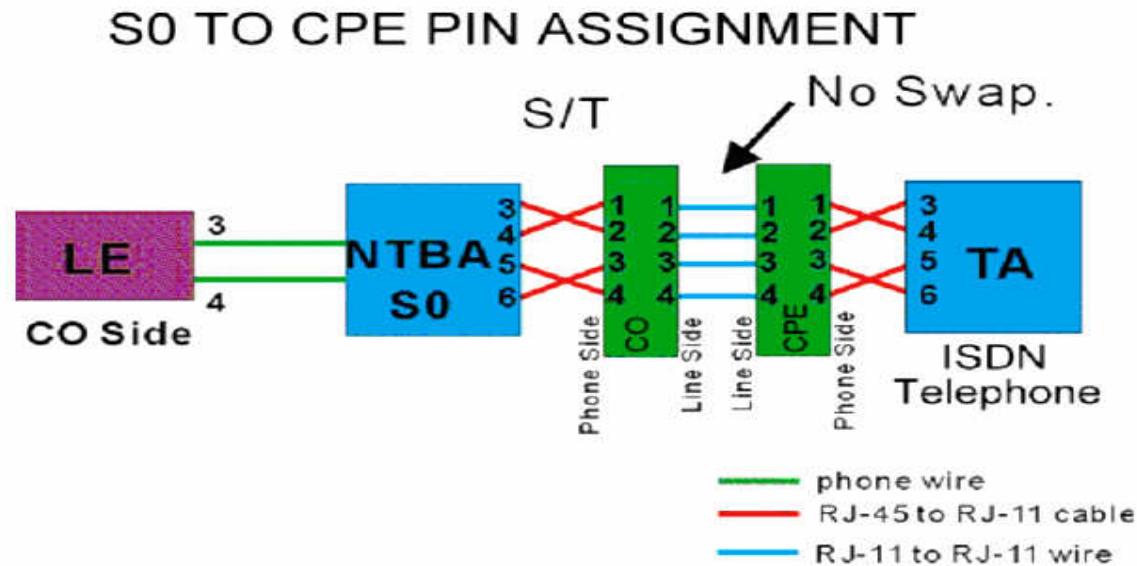 S0 TO CPE PIN ASSIGNMENT
No Swap.
S/T
3
4
LE
CO Side
NTBA
S0
3
4
5
6
1
2
3
4
CO
1
2
3
4
1
2
3
4
CPE
1
2
3
4
3
4
5
6
TA
Phone Side
Line Side
Line Side
Phone Side
ISDN
Telephone
phone wire
RJ-45 to RJ-11 cable
RJ-11 to RJ-11 wire